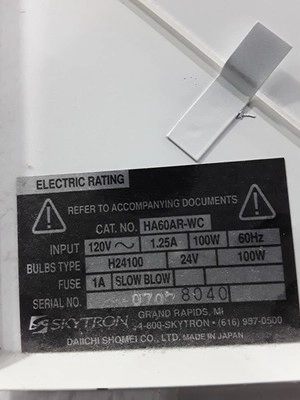 ELECTRIC RATING
REFER TO ACCOMPANYING DOCUMENTS
CAT. NO. HA60AR-WC
INPUT 120V ~ 1.25A 100W 60Hz
BULBS TYPE H24100 24V 100W
FUSE 1A SLOW BLOW
SERIAL NO. 8040
SKYTRON GRAND RAPIDS, MI
-800-SKYTRON • (616) 957-0500
DAIICHI SHOMEI CO., LTD. MADE IN JAPAN